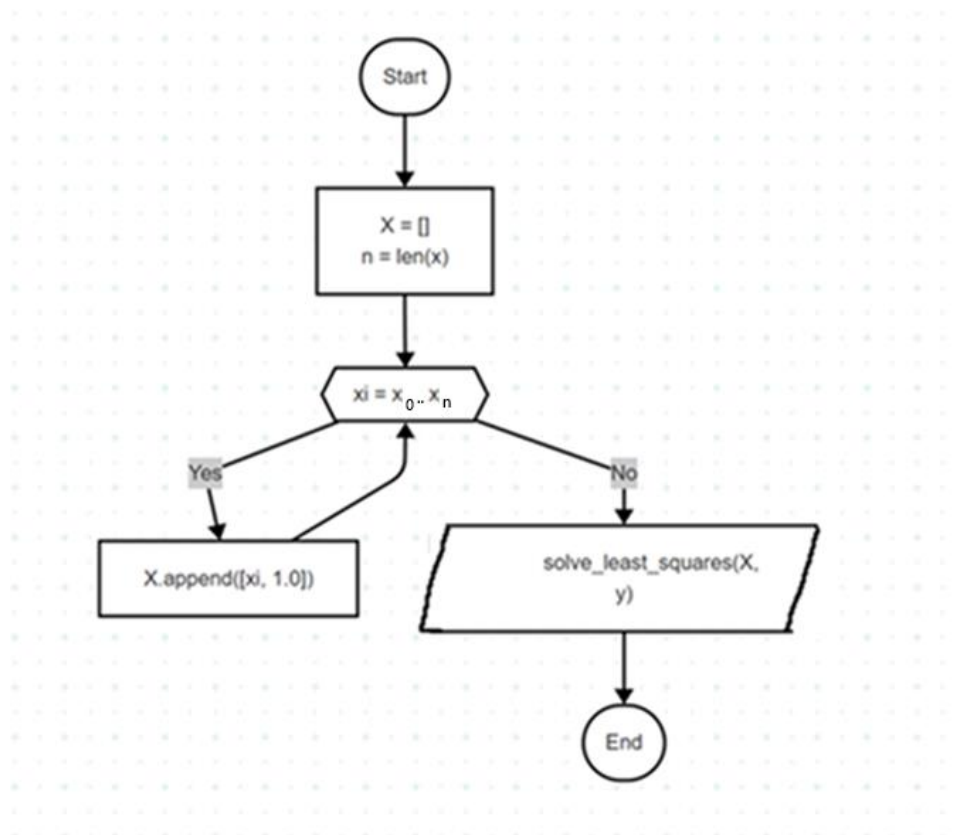 Start
X = []
n = len(x)
xi = x₀.. xₙ
Yes
No
X.append([xi, 1.0])
solve_least_squares(X,
y)
End